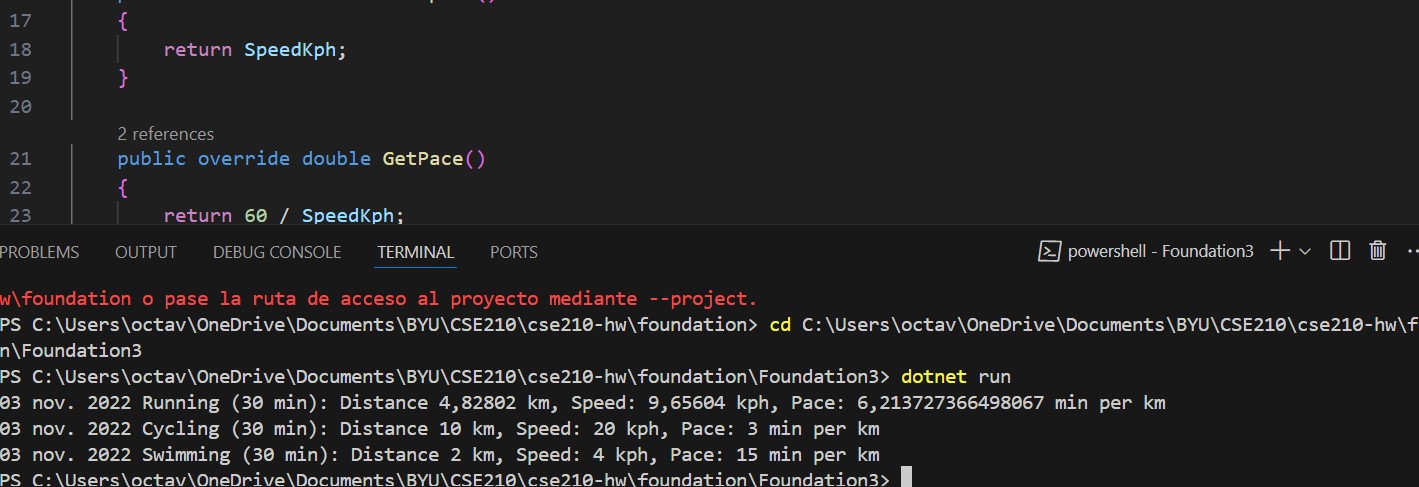 17 {
18 return SpeedKph;
19 }
20
2 references
21 public override double GetPace()
22 {
23 return 60 / SpeedKph;
PROBLEMS OUTPUT DEBUG CONSOLE TERMINAL PORTS powershell - Foundation3
w\foundation o pase la ruta de acceso al proyecto mediante --project.
PS C:\Users\octav\OneDrive\Documents\BYU\CSE210\cse210-hw\foundation> cd C:\Users\octav\OneDrive\Documents\BYU\CSE210\cse210-hw\f
n\Foundation3
PS C:\Users\octav\OneDrive\Documents\BYU\CSE210\cse210-hw\foundation\Foundation3> dotnet run
03 nov. 2022 Running (30 min): Distance 4,82802 km, Speed: 9,65604 kph, Pace: 6,213727366498067 min per km
03 nov. 2022 Cycling (30 min): Distance 10 km, Speed: 20 kph, Pace: 3 min per km
03 nov. 2022 Swimming (30 min): Distance 2 km, Speed: 4 kph, Pace: 15 min per km
PS C:\Users\octav\OneDrive\Documents\BYU\CSE210\cse210-hw\foundation\Foundation3>